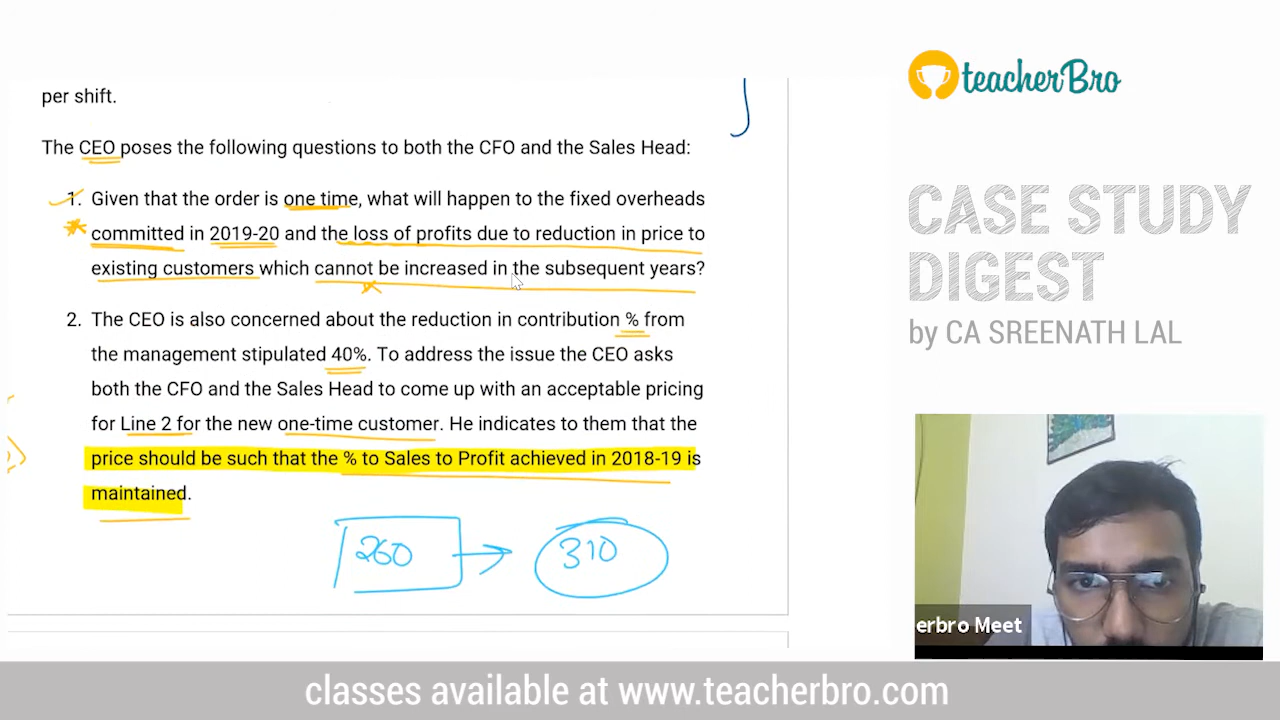 per shift.
The CEO poses the following questions to both the CFO and the Sales Head:
1. Given that the order is one time, what will happen to the fixed overheads
committed in 2019-20 and the loss of profits due to reduction in price to
existing customers which cannot be increased in the subsequent years?
2. The CEO is also concerned about the reduction in contribution % from
the management stipulated 40%. To address the issue the CEO asks
both the CFO and the Sales Head to come up with an acceptable pricing
for Line 2 for the new one-time customer. He indicates to them that the
price should be such that the % to Sales to Profit achieved in 2018-19 is
maintained.
260 → 310
teacherBro
CASE STUDY
DIGEST
by CA SREENATH LAL
erbro Meet
classes available at www.teacherbro.com